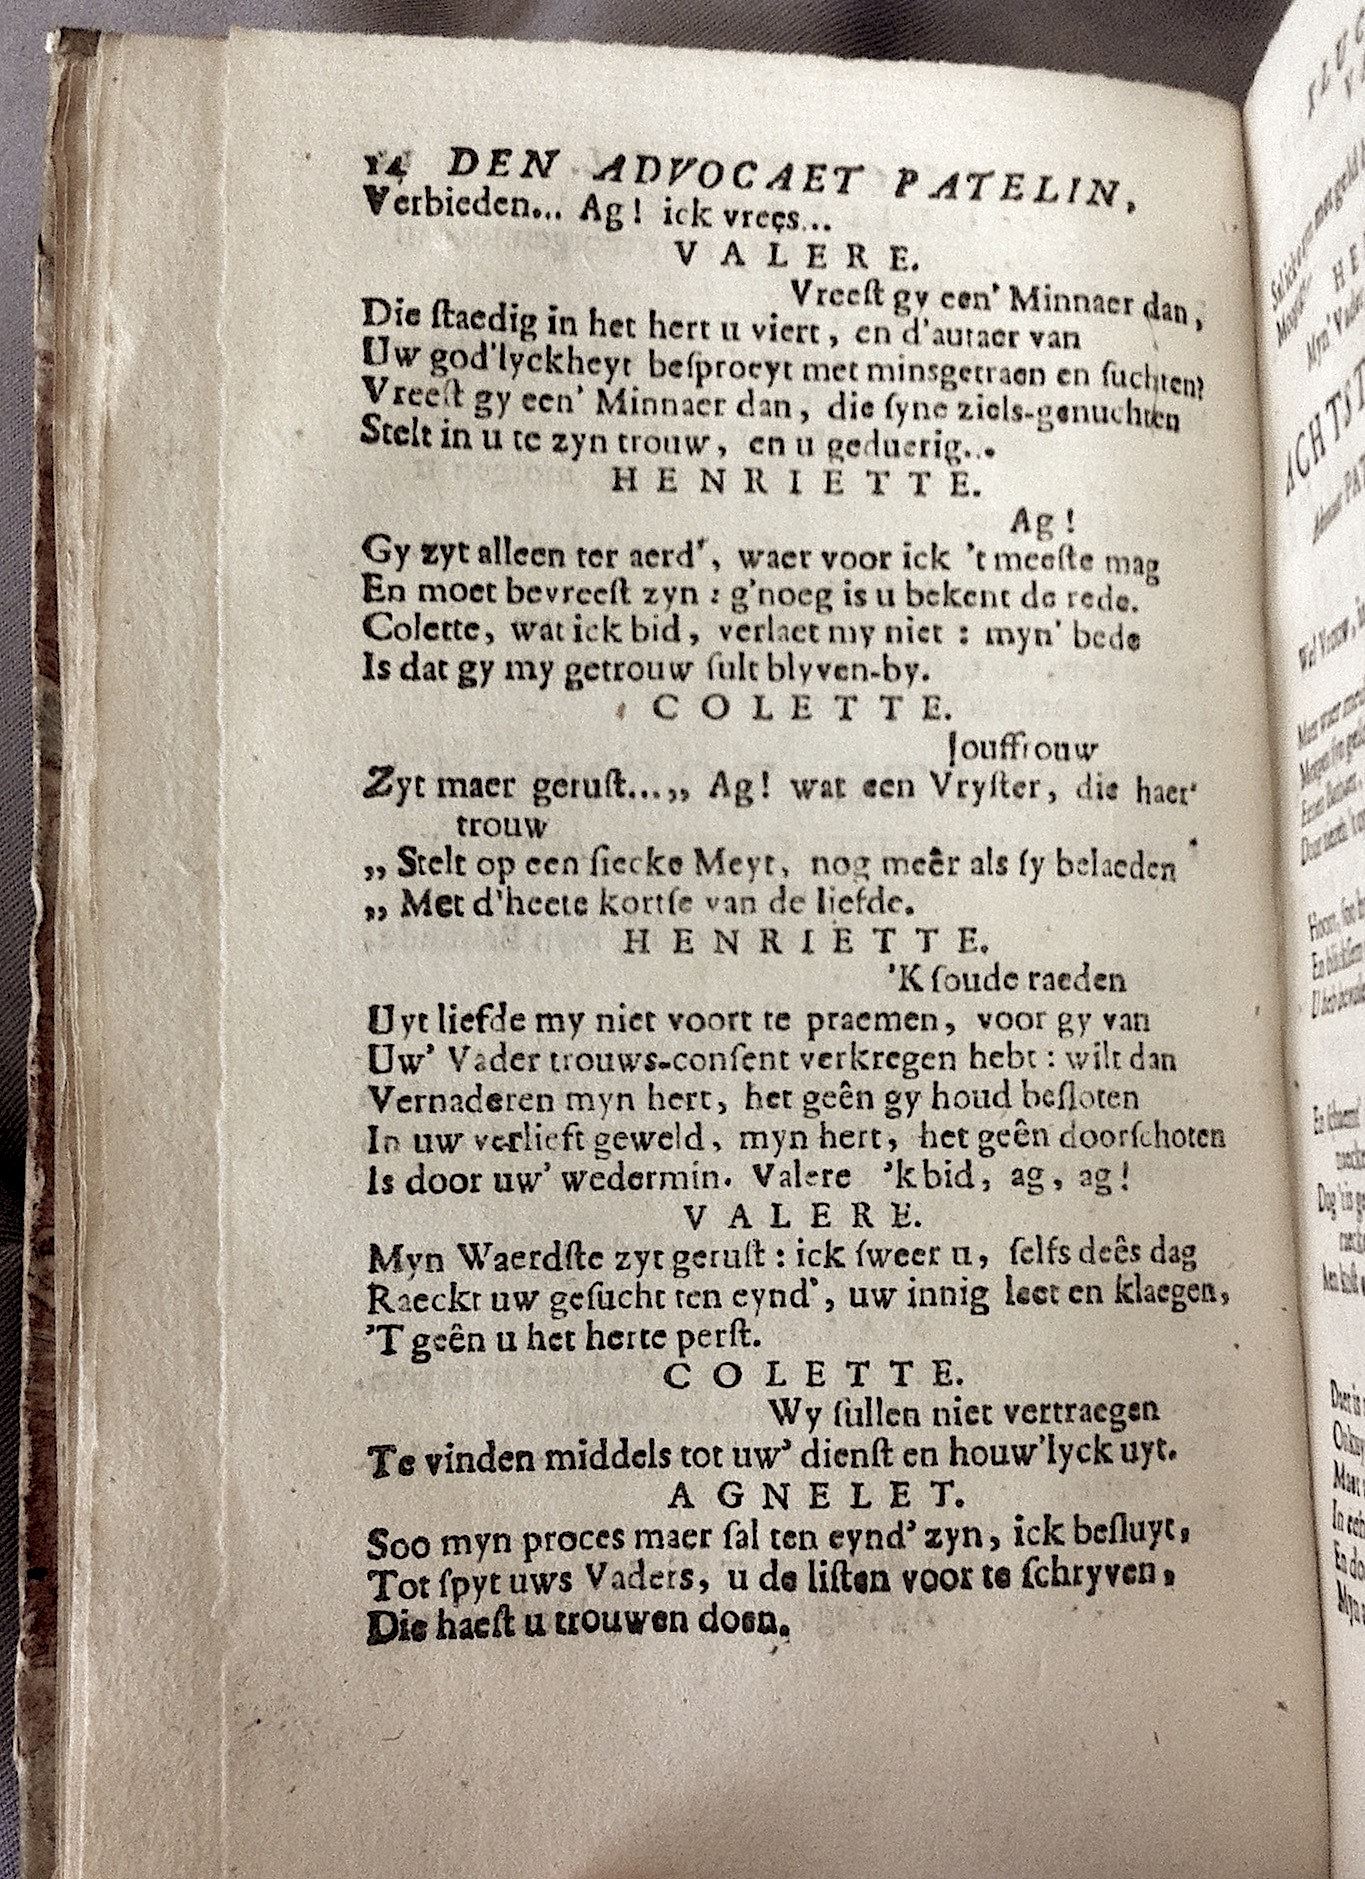 14 DEN ADVOCAET PATELIN,
Verbieden... Ag! ick vrees...
VALERE.
Vreeſt gy een' Minnaer dan,
Die ſtaedig in het hert u viert, en d'autaer van
Uw god'lyckheyt beſproeyt met minsgetraen en ſuchten?
Vreeſt gy een' Minnaer dan, die ſyne ziels-genuchten
Stelt in u te zyn trouw, en u geduerig...
HENRIETTE.
Ag!
Gy zyt alleen ter aerd', waer voor ick 't meeſte mag
En moet bevreeſt zyn: g'noeg is u bekent de rede.
Colette, wat ick bid, verlaet my niet: myn' bede
Is dat gy my getrouw ſult blyven-by.
COLETTE.
Jouffrouw
Zyt maer geruſt...,, Ag! wat een Vryſter, die haer'
trouw
,, Stelt op een ſiecke Meyt, nog meêr als ſy belaeden
,, Met d'heete kortſe van de liefde.
HENRIETTE.
'K ſoude raeden
Uyt liefde my niet voort te praemen, voor gy van
Uw' Vader trouws-conſent verkregen hebt: wilt dan
Vernaderen myn hert, het geên gy houd beſloten
In uw verlieft geweld, myn hert, het geên doorſchoten
Is door uw' wedermin. Valere 'k bid, ag, ag!
VALERE.
Myn Waerdſte zyt geruſt: ick ſweer u, ſelfs deês dag
Raeckt uw geſucht ten eynd', uw innig leet en klaegen,
'T geên u het herte perſt.
COLETTE.
Wy ſullen niet vertraegen
Te vinden middels tot uw' dienſt en houw'lyck uyt.
AGNELET.
Soo myn proces maer ſal ten eynd' zyn, ick beſluyt,
Tot ſpyt uws Vaders, u de liſten voor te ſchryven,
Die haeſt u trouwen doen.